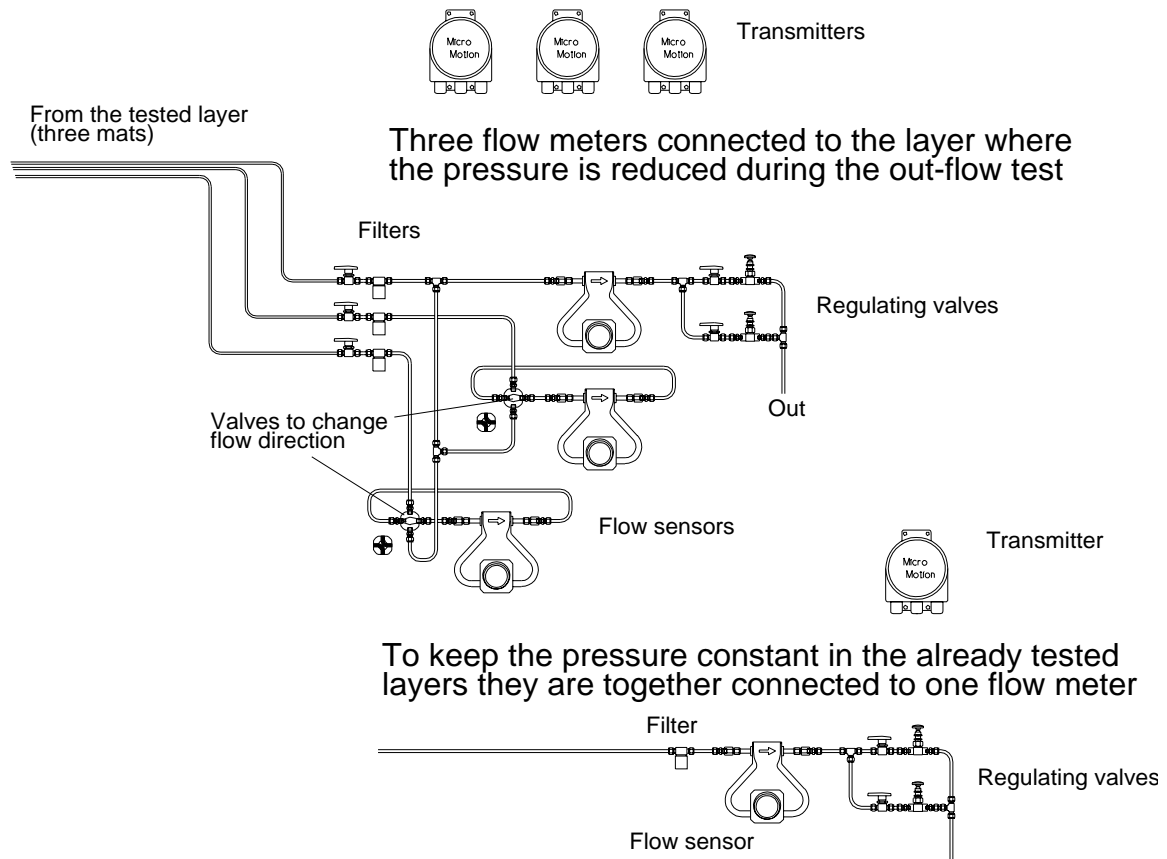 Micro
Motion
Micro
Motion
Micro
Motion
Transmitters
From the tested layer
(three mats)
Three flow meters connected to the layer where
the pressure is reduced during the out-flow test
Filters
Regulating valves
Out
Valves to change
flow direction
Flow sensors
Transmitter
Micro
Motion
To keep the pressure constant in the already tested
layers they are together connected to one flow meter
Filter
Regulating valves
Flow sensor